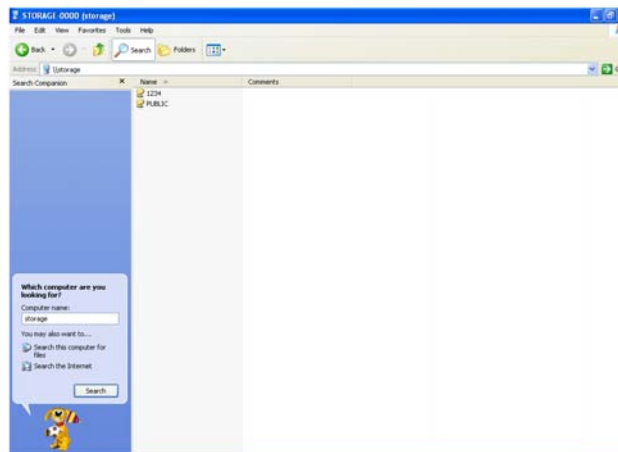 STORAGE-0000 (storage)
File Edit View Favorites Tools Help
Back Search Folders
Address \\storage
Search Companion
Name Comments
1234
PUBLIC
Which computer are you
looking for?
Computer name:
storage
You may also want to....
Search this computer for
files
Search the Internet
Search